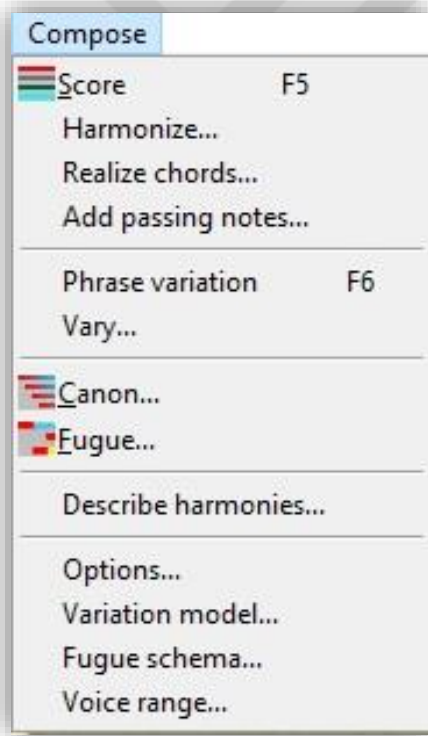 Compose
Score F5
Harmonize...
Realize chords...
Add passing notes...
Phrase variation F6
Vary...
Canon...
Fugue...
Describe harmonies...
Options...
Variation model...
Fugue schema...
Voice range...